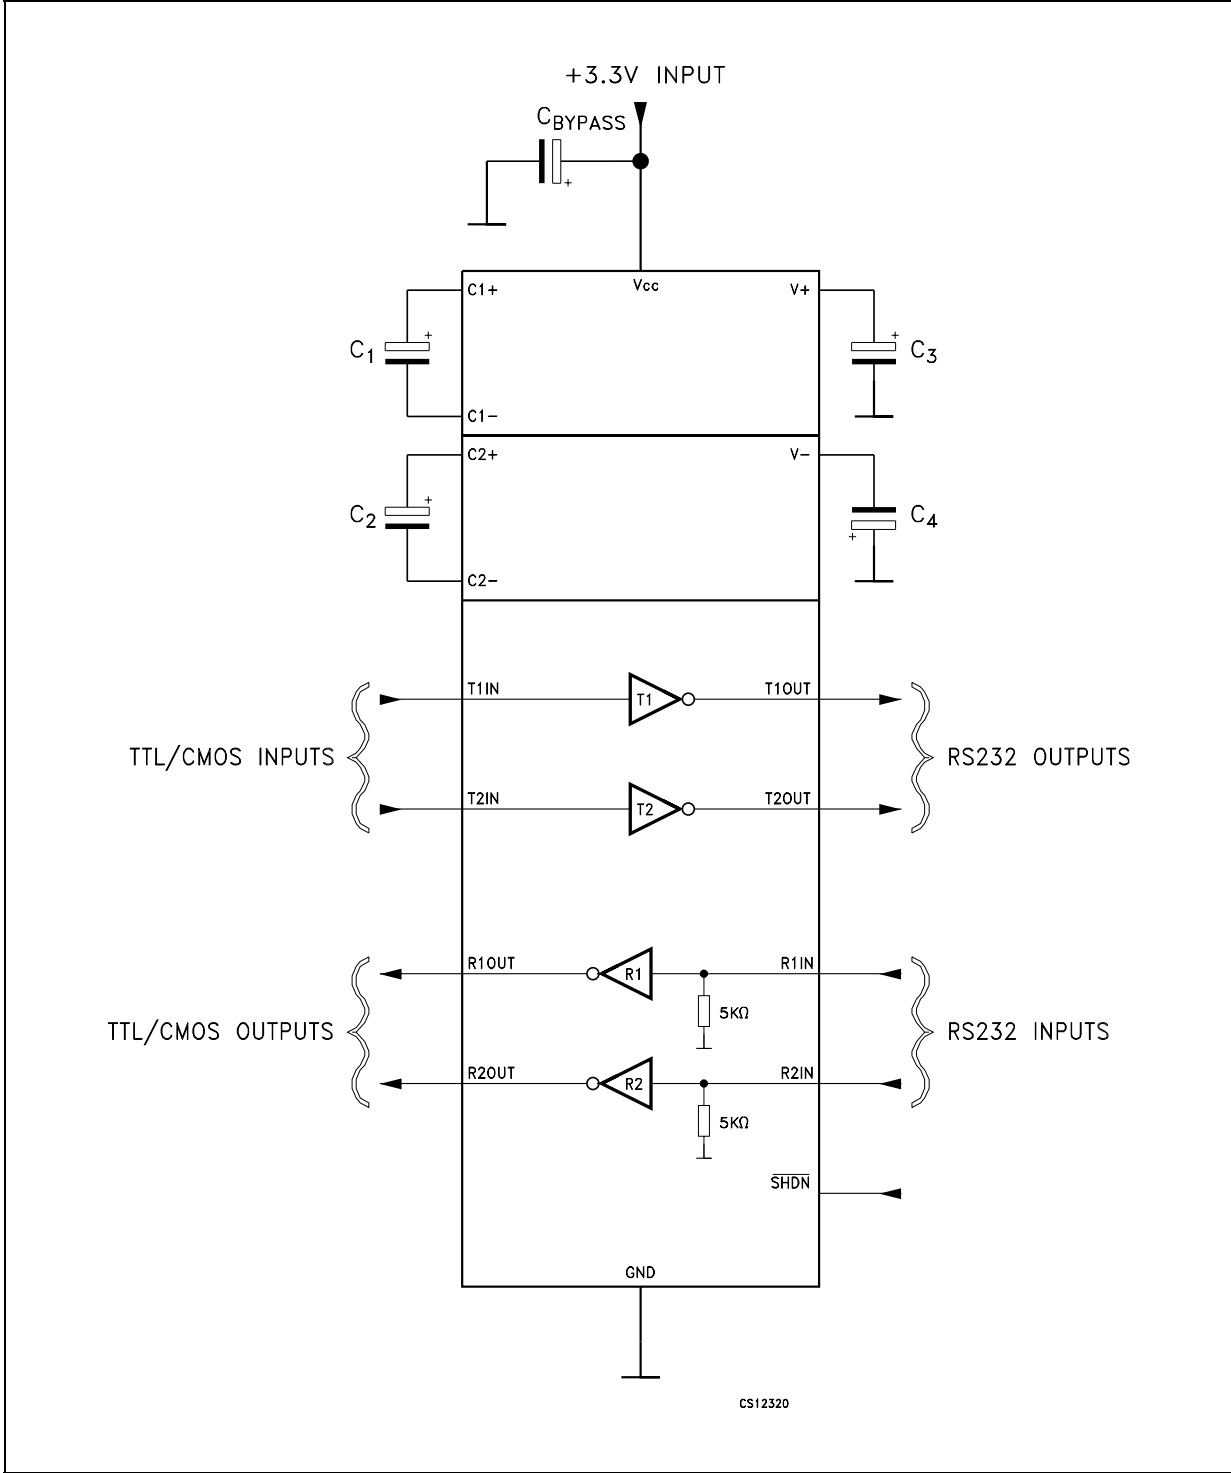 +3.3V INPUT
CBYPASS
+
Vcc
C1+
V+
+
+
C1
C3
C1−
C2+
V−
+
C2
C4
+
C2−
T1IN
T1
T1OUT
TTL/CMOS INPUTS
RS232 OUTPUTS
T2IN
T2
T2OUT
R1OUT
R1
R1IN
5KΩ
TTL/CMOS OUTPUTS
RS232 INPUTS
R2OUT
R2
R2IN
5KΩ
SHDN
GND
CS12320